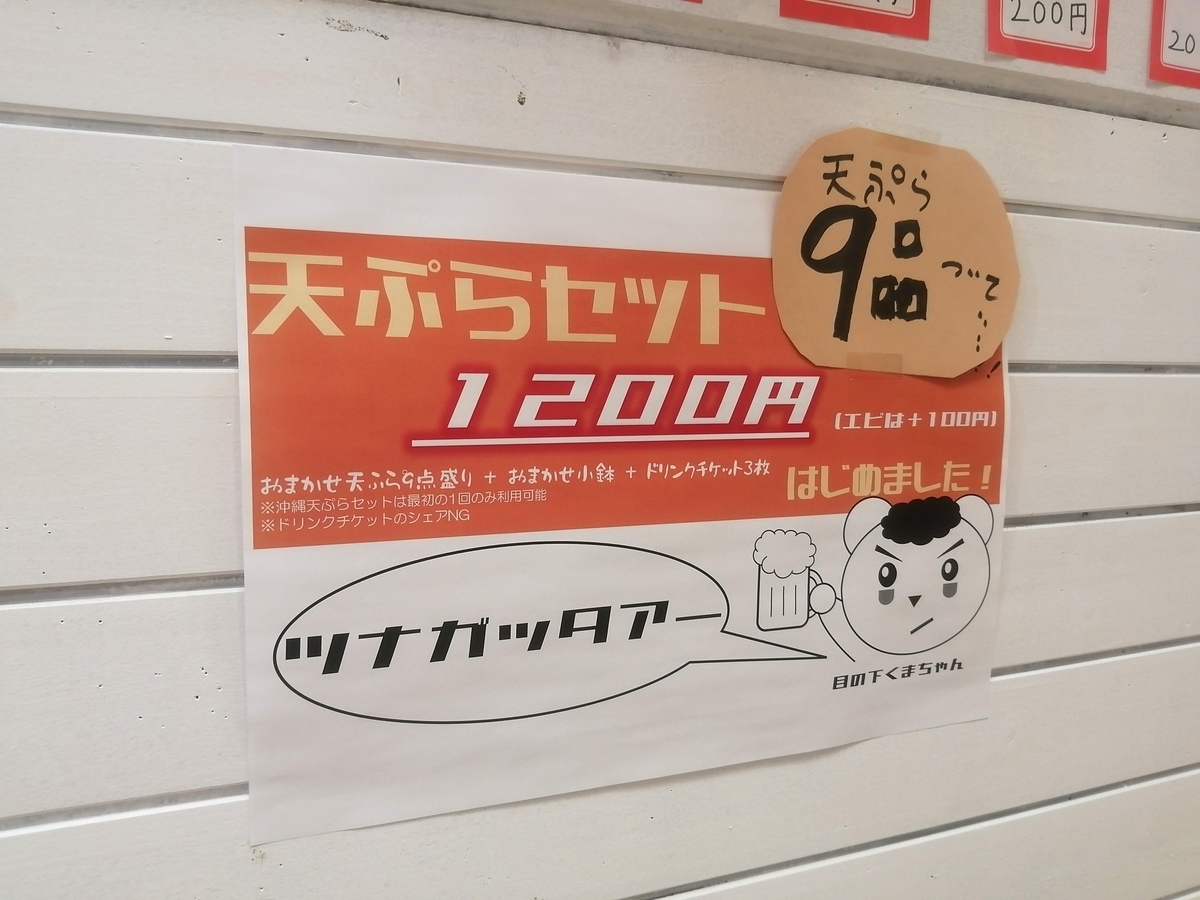 200円
20
天ぷら
9品
づて...!!
天ぷらセット
1200円
(エビは+100円)
おまかせ天ぷら9点盛り + おまかせ小鉢 + ドリンクチケット3枚
はじめました!
※沖縄天ぷらセットは最初の1回のみ利用可能
※ドリンクチケットのシェアNG
ツナガッタアー
目の下くまちゃん